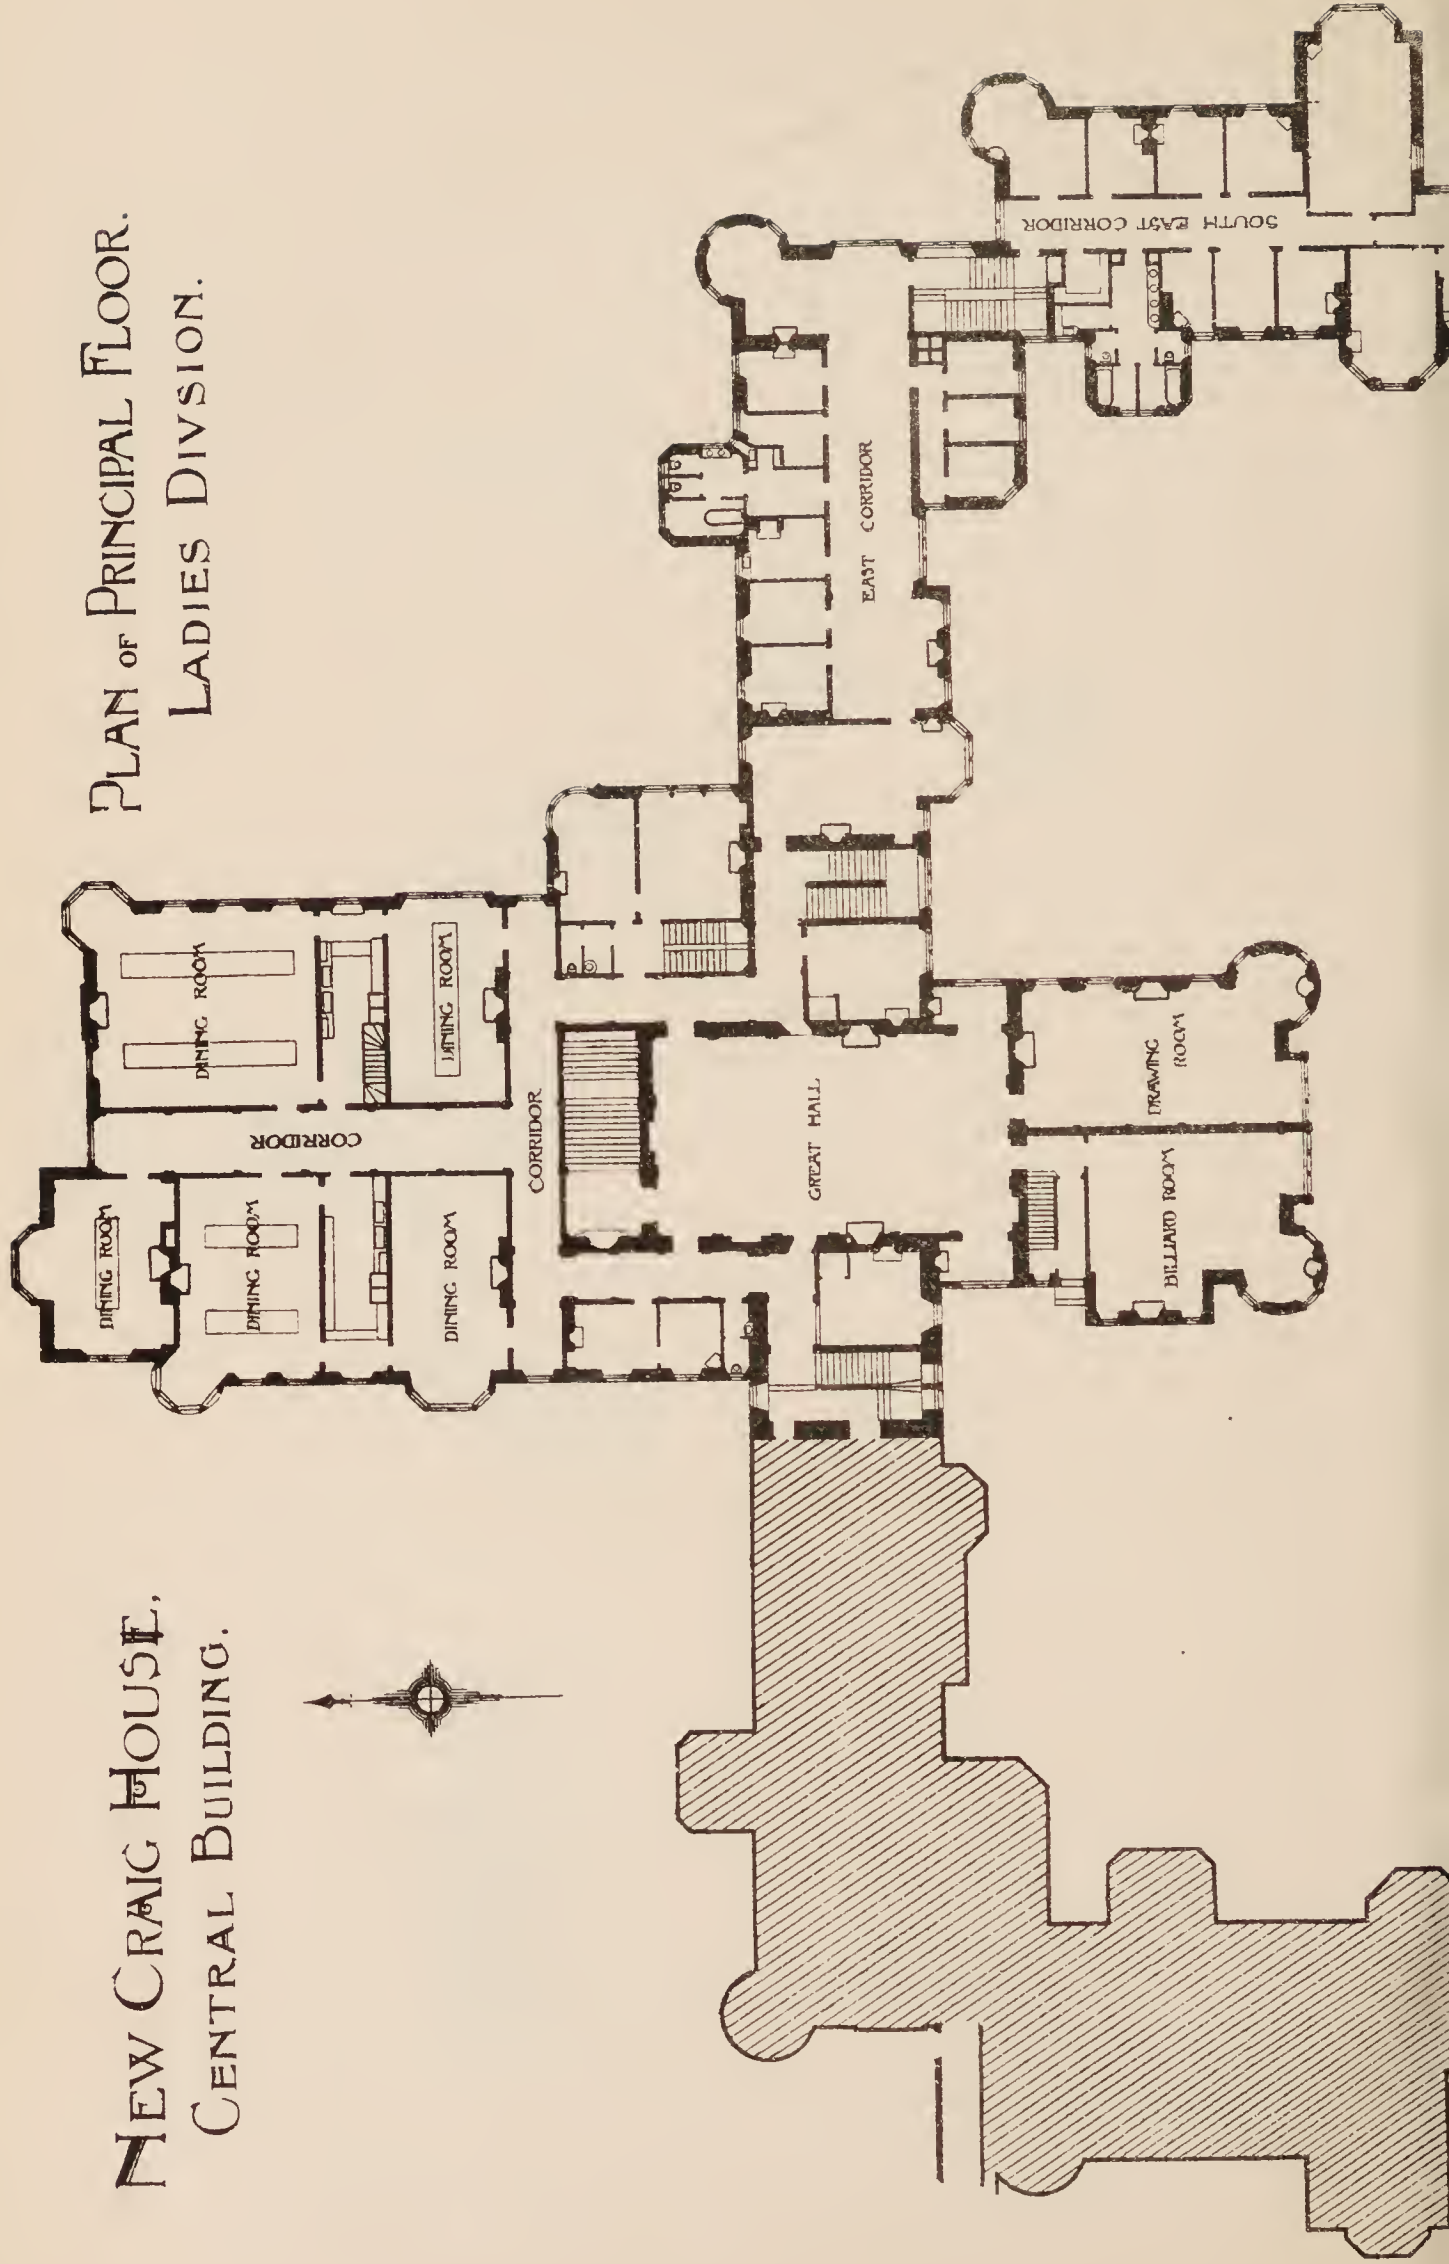 NEW CRAIG HOUSE,
CENTRAL BUILDING.
PLAN OF PRINCIPAL FLOOR.
LADIES DIVSION.
DINING ROOM
DINING ROOM
DINING ROOM
DINING ROOM
DINING ROOM
CORRIDOR
CORRIDOR
GREAT HALL
BILLIARD ROOM
DRAWING
ROOM
EAST CORRIDOR
SOUTH EAST CORRIDOR